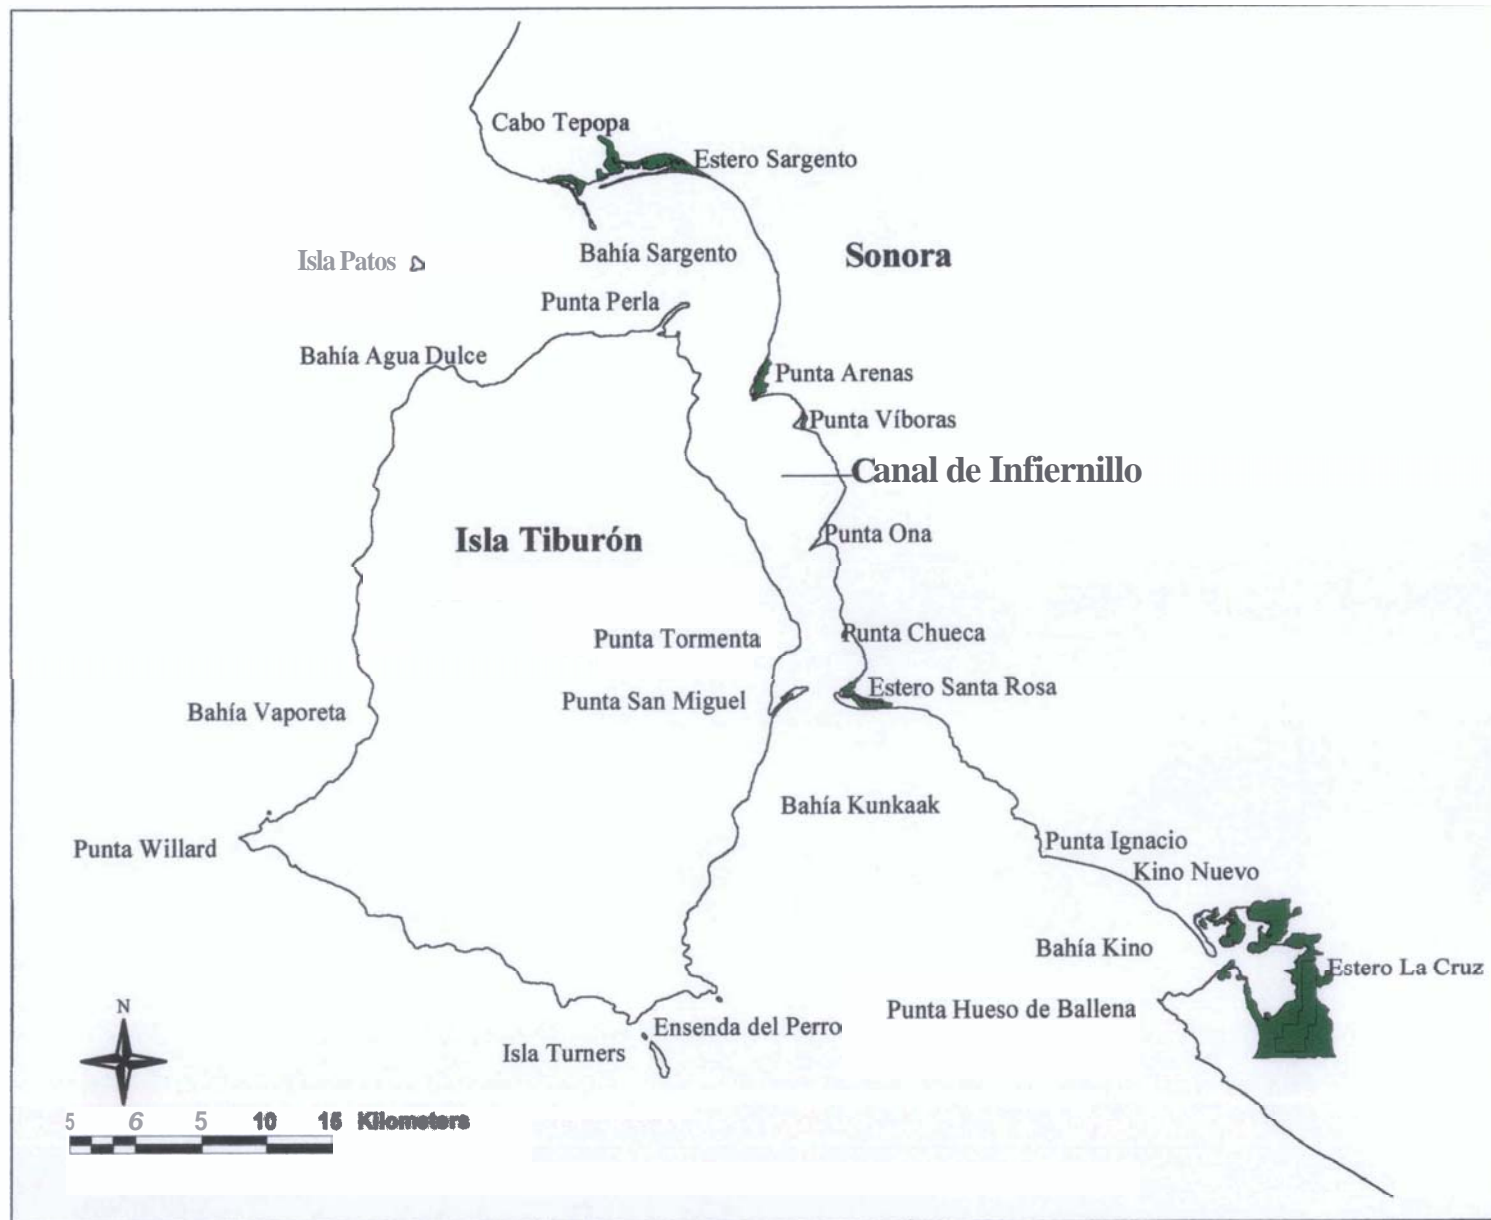 Cabo Tepopa
Estero Sargento
Bahía Sargento
Sonora
Isla Patos
Punta Perla
Bahía Agua Dulce
Punta Arenas
Punta Víboras
Canal de Infiernillo
Isla Tiburón
Punta Ona
Punta Tormenta
Punta Chueca
Punta San Miguel
Estero Santa Rosa
Bahía Vaporeta
Bahía Kunkaak
Punta Willard
Punta Ignacio
Kino Nuevo
Bahía Kino
Estero La Cruz
Punta Hueso de Ballena
N
Ensenda del Perro
Isla Turners
5 6 5 10 15 Kilometers